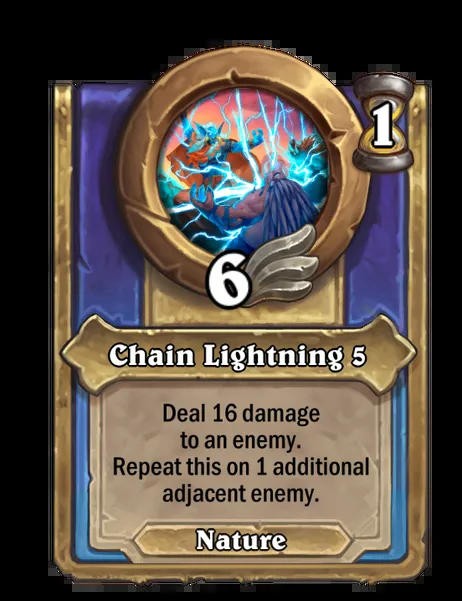 1
6
Chain Lightning 5
Deal 16 damage
to an enemy.
Repeat this on 1 additional
adjacent enemy.
Nature